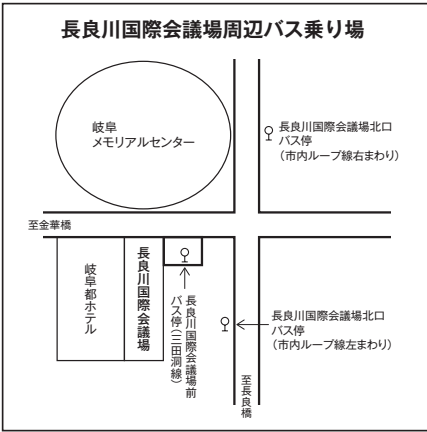 長良川国際会議場周辺バス乗り場
岐阜
メモリアルセンター
長良川国際会議場北口
バス停
(市内ループ線右まわり)
至金華橋
岐阜都ホテル
長良川国際会議場
長良川国際会議場前
バス停(三田洞線)
長良川国際会議場北口
バス停
(市内ループ線左まわり)
至長良橋